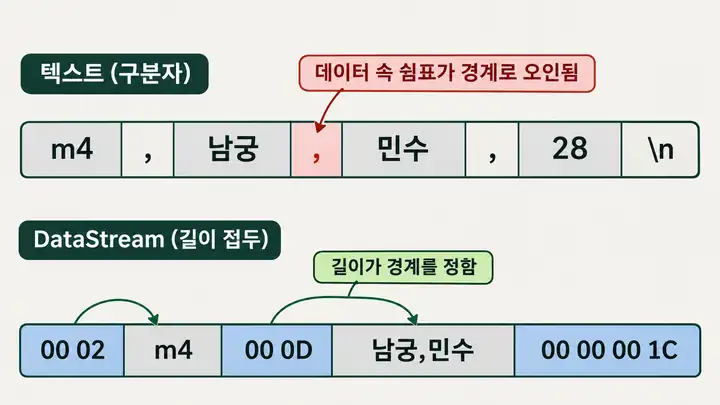 텍스트 (구분자)
데이터 속 쉼표가 경계로 오인됨
m4 , 남궁 , 민수 , 28 \n
DataStream (길이 접두)
길이가 경계를 정함
00 02 m4 00 0D 남궁,민수 00 00 00 1C